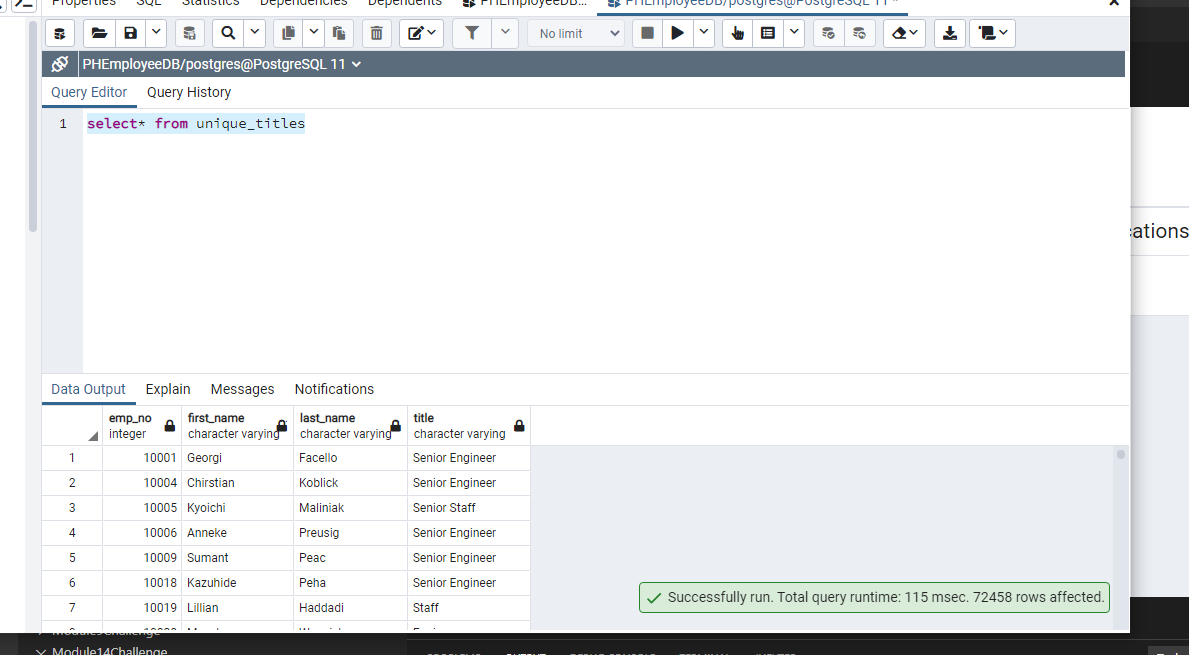 Properties SQL Statistics Dependencies Dependents PHEmployeeDB... PHEmployeeDB/postgres@PostgreSQL 11 *
No limit
PHEmployeeDB/postgres@PostgreSQL 11
Query Editor Query History
1 select* from unique_titles
cations
Data Output Explain Messages Notifications
emp_no first_name last_name title
integer character varying character varying character varying
1 10001 Georgi Facello Senior Engineer
2 10004 Chirstian Koblick Senior Engineer
3 10005 Kyoichi Maliniak Senior Staff
4 10006 Anneke Preusig Senior Engineer
5 10009 Sumant Peac Senior Engineer
6 10018 Kazuhide Peha Senior Engineer
7 10019 Lillian Haddadi Staff
Successfully run. Total query runtime: 115 msec. 72458 rows affected.
Module14Challenge